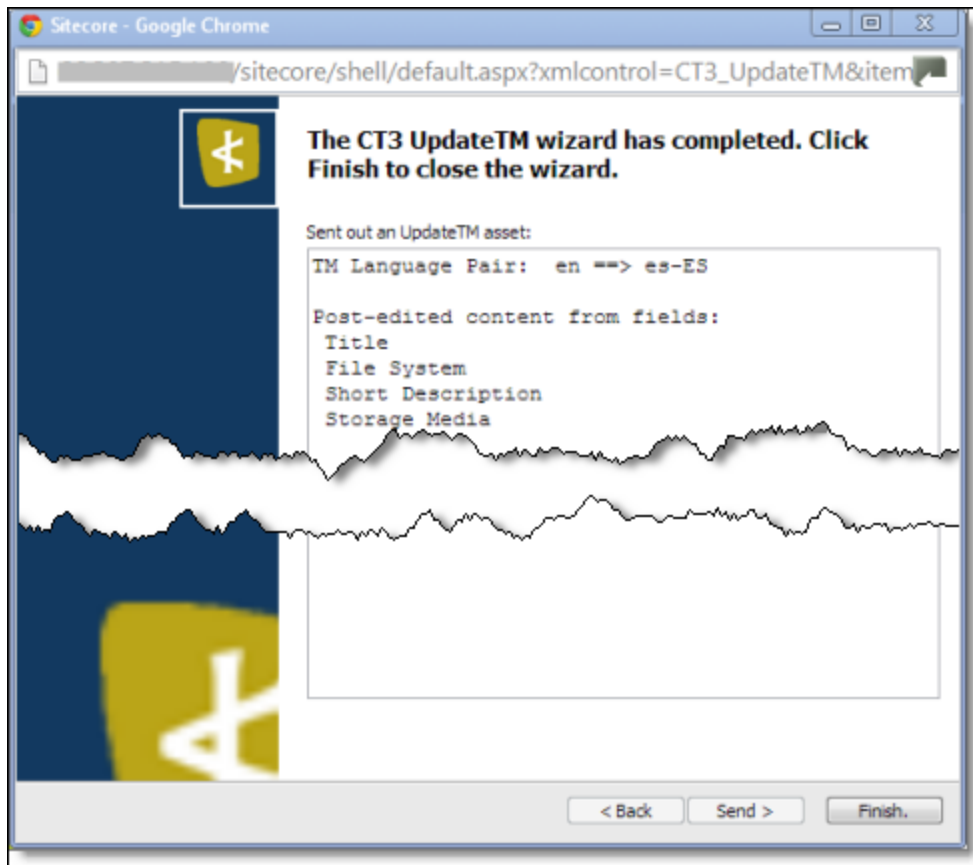 Sitecore - Google Chrome
/sitecore/shell/default.aspx?xmlcontrol=CT3_UpdateTM&item
The CT3 UpdateTM wizard has completed. Click
Finish to close the wizard.
Sent out an UpdateTM asset:
TM Language Pair:  en ==> es-ES
Post-edited content from fields:
Title
File System
Short Description
Storage Media
< Back
Send >
Finish.